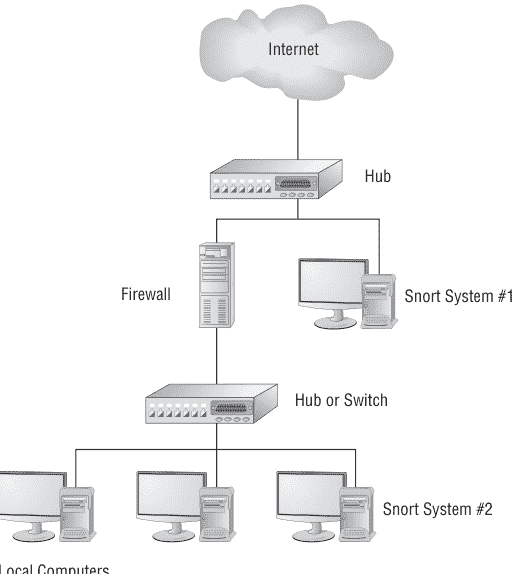 Internet
Hub
Firewall
Snort System #1
Hub or Switch
Snort System #2
Local Computers